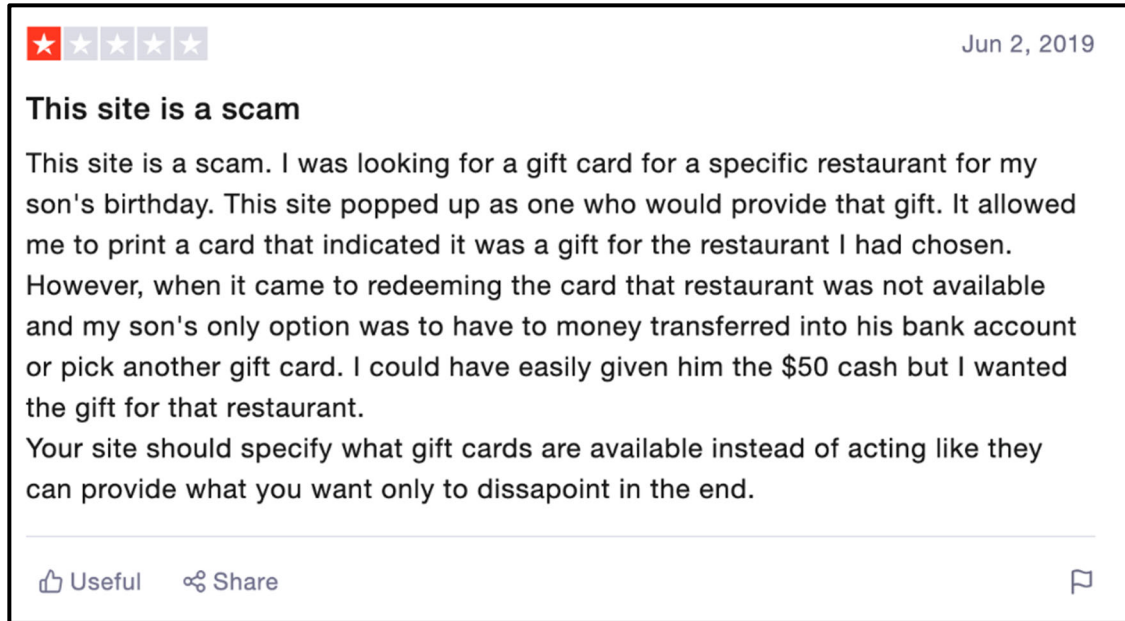 Jun 2, 2019
This site is a scam
This site is a scam. I was looking for a gift card for a specific restaurant for my
son's birthday. This site popped up as one who would provide that gift. It allowed
me to print a card that indicated it was a gift for the restaurant I had chosen.
However, when it came to redeeming the card that restaurant was not available
and my son's only option was to have to money transferred into his bank account
or pick another gift card. I could have easily given him the $50 cash but I wanted
the gift for that restaurant.
Your site should specify what gift cards are available instead of acting like they
can provide what you want only to dissapoint in the end.
Useful Share